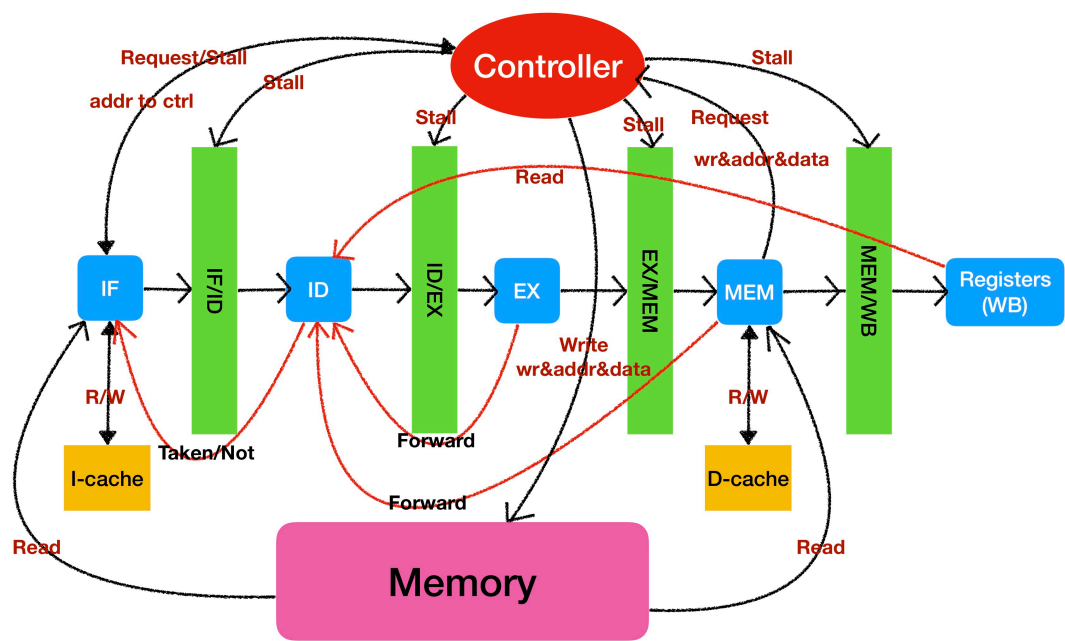 Controller
Request/Stall
addr to ctrl
Stall
Stall
Stall
Request
wr&addr&data
Stall
Read
IF
IF/ID
ID
ID/EX
EX
EX/MEM
MEM
MEM/WB
Registers
(WB)
Write
wr&addr&data
R/W
R/W
Taken/Not
Forward
Forward
I-cache
D-cache
Read
Read
Memory